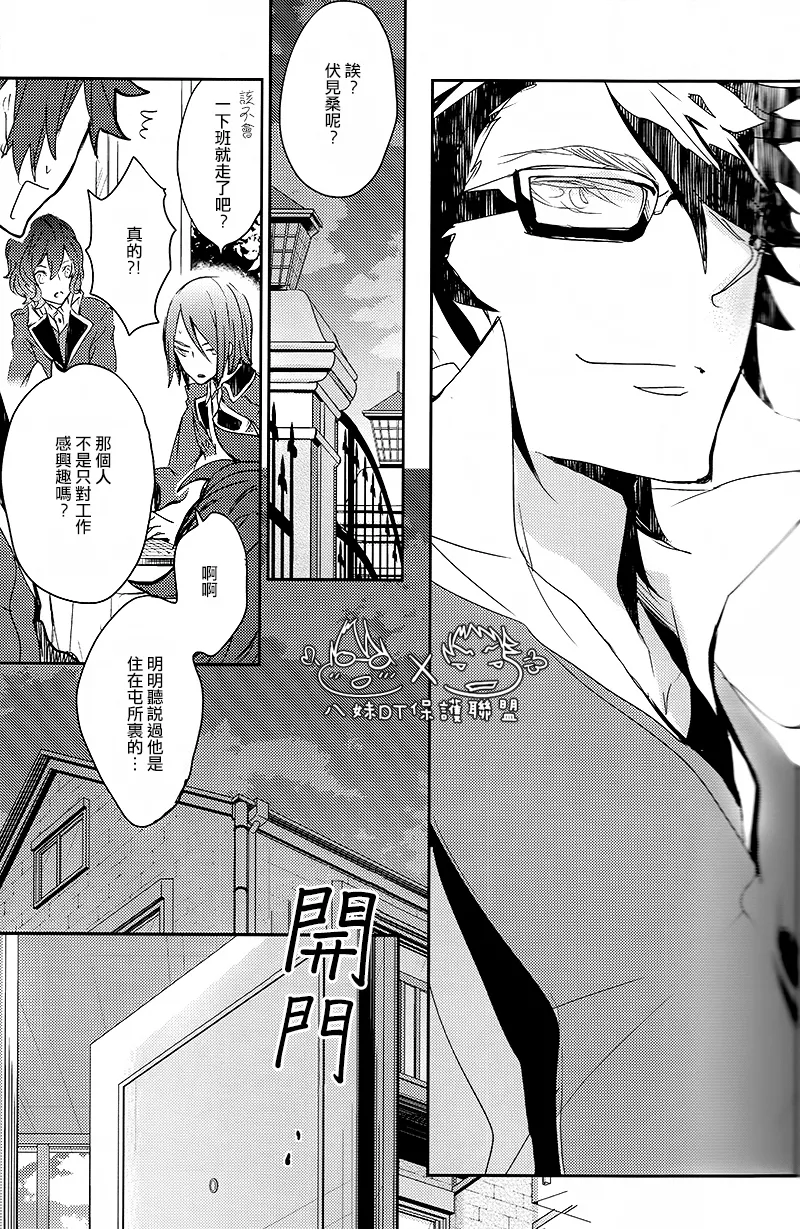 誒?
伏見桑呢?
該不會
一下班就走了吧?
真的?!
那個人
不是只對工作
感興趣嗎?
啊啊
明明聽説過他是
住在屯所裏的…
八妹DT保護聯盟
開門